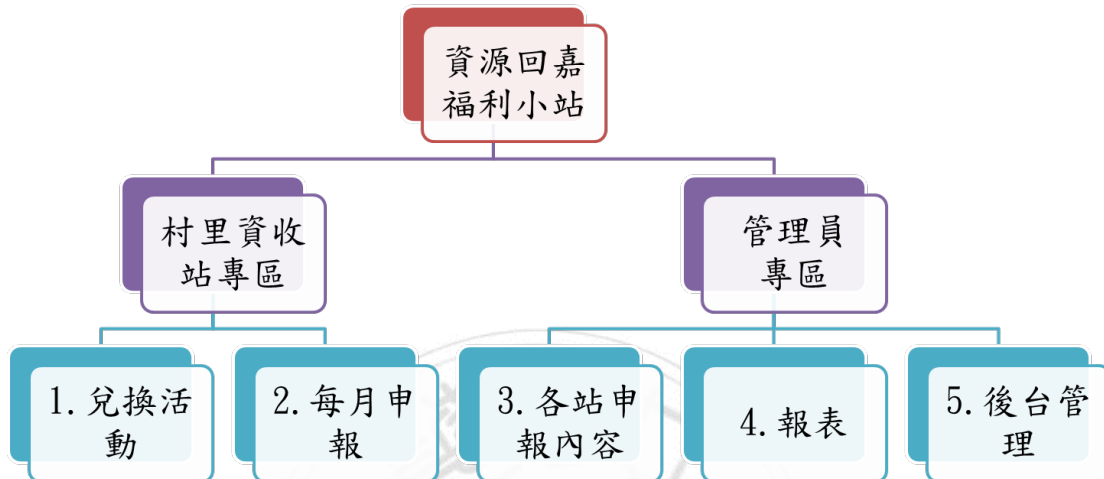 資源回嘉
福利小站
村里資收
站專區
管理員
專區
1.兌換活
動
2.每月申
報
3.各站申
報內容
4.報表
5.後台管
理